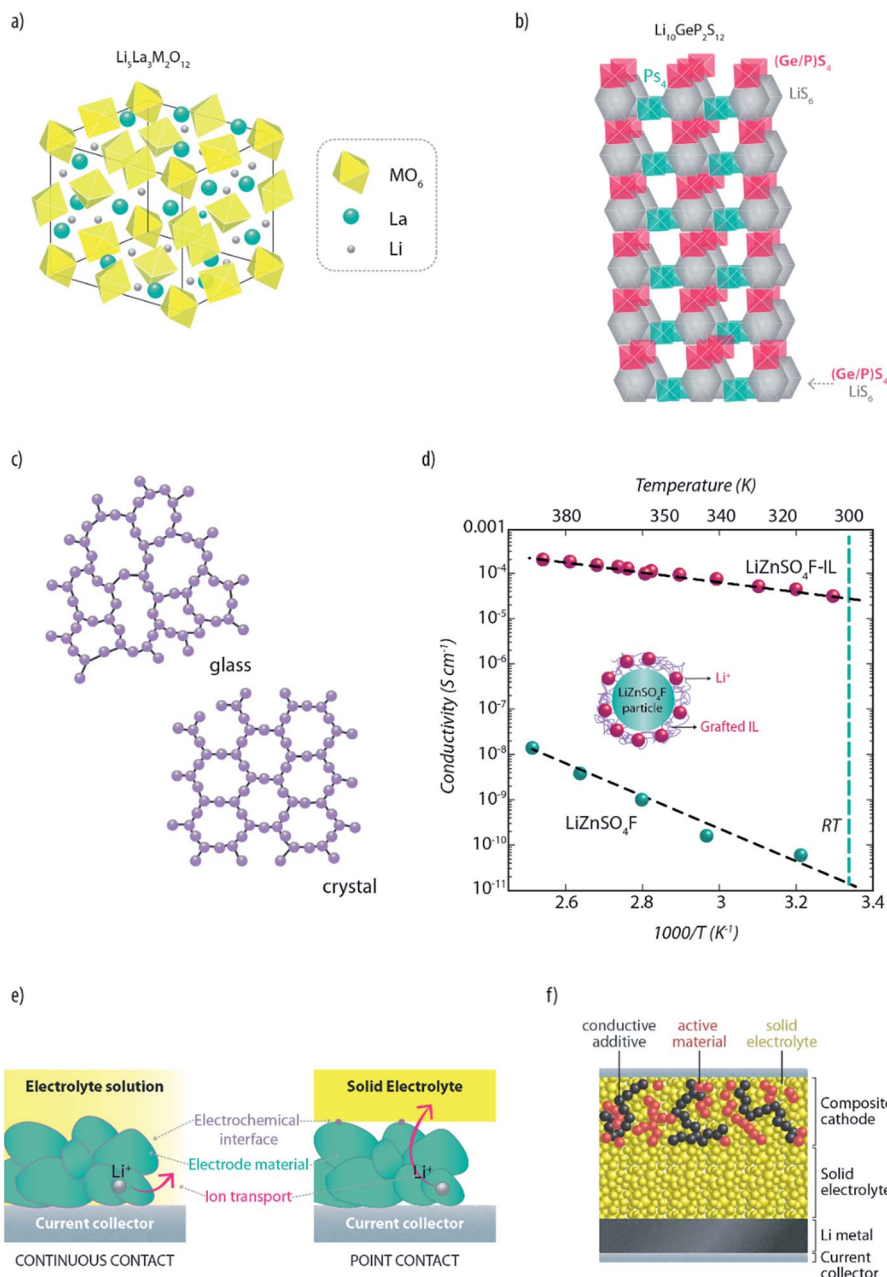 a)
Li₅La₃M₂O₁₂
MO₆
La
Li
b)
Li₁₀GeP₂S₁₂
(Ge/P)S₄
Ps₄
LiS₆
(Ge/P)S₄
LiS₆
c)
glass
crystal
d)
Temperature (K)
380 360 350 340 320 300
0.001
10⁻⁴
10⁻⁵
10⁻⁶
10⁻⁷
10⁻⁸
10⁻⁹
10⁻¹⁰
10⁻¹¹
Conductivity (S cm⁻¹)
LiZnSO₄F-IL
LiZnSO₄F
particle
Li⁺
Grafted IL
LiZnSO₄F
RT
2.6 2.8 3 3.2 3.4
1000/T (K⁻¹)
e)
Electrolyte solution
Li⁺
Current collector
CONTINUOUS CONTACT
Electrochemical
interface
Electrode material
Ion transport
Solid Electrolyte
Li⁺
Current collector
POINT CONTACT
f)
conductive
additive
active
material
solid
electrolyte
Composite
cathode
Solid
electrolyte
Li metal
Current
collector